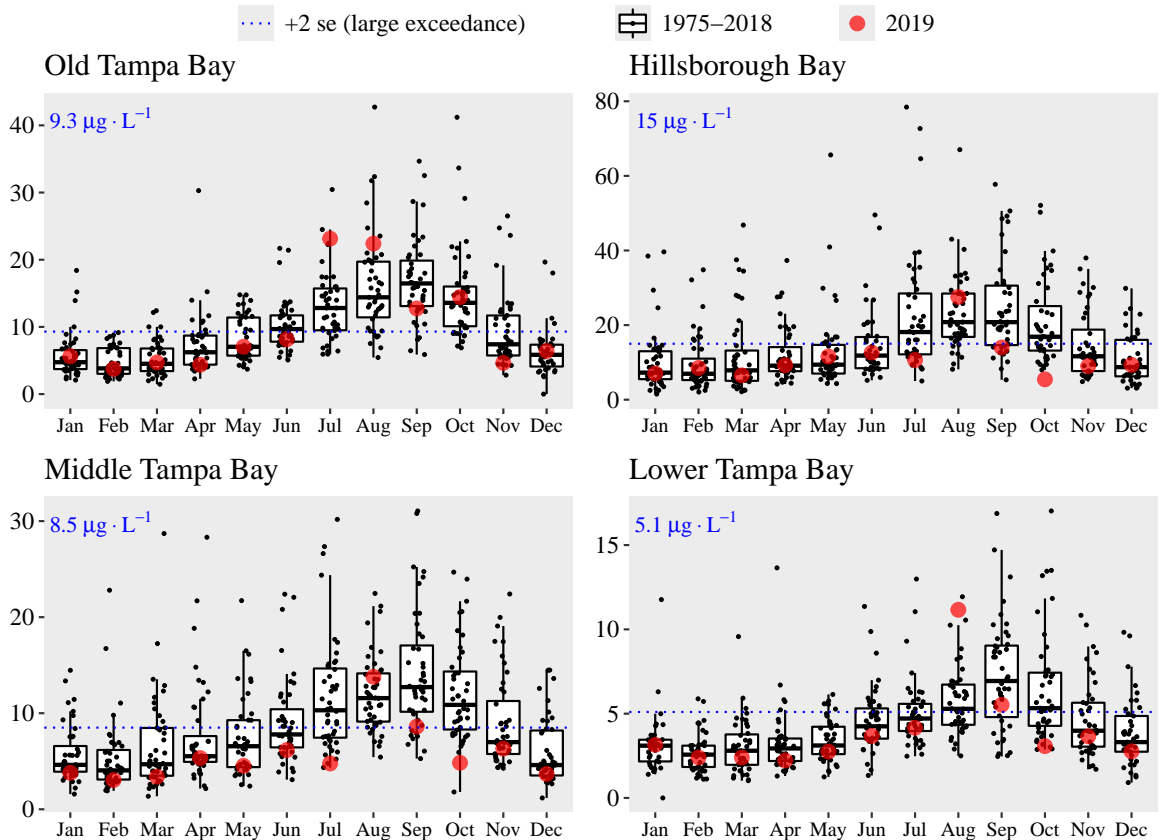 +2 se (large exceedance) 1975–2018 2019
Old Tampa Bay
9.3 μg · L⁻¹
40
30
20
10
0
Jan Feb Mar Apr May Jun Jul Aug Sep Oct Nov Dec
Hillsborough Bay
15 μg · L⁻¹
80
60
40
20
0
Jan Feb Mar Apr May Jun Jul Aug Sep Oct Nov Dec
Middle Tampa Bay
8.5 μg · L⁻¹
30
20
10
0
Jan Feb Mar Apr May Jun Jul Aug Sep Oct Nov Dec
Lower Tampa Bay
5.1 μg · L⁻¹
15
10
5
0
Jan Feb Mar Apr May Jun Jul Aug Sep Oct Nov Dec